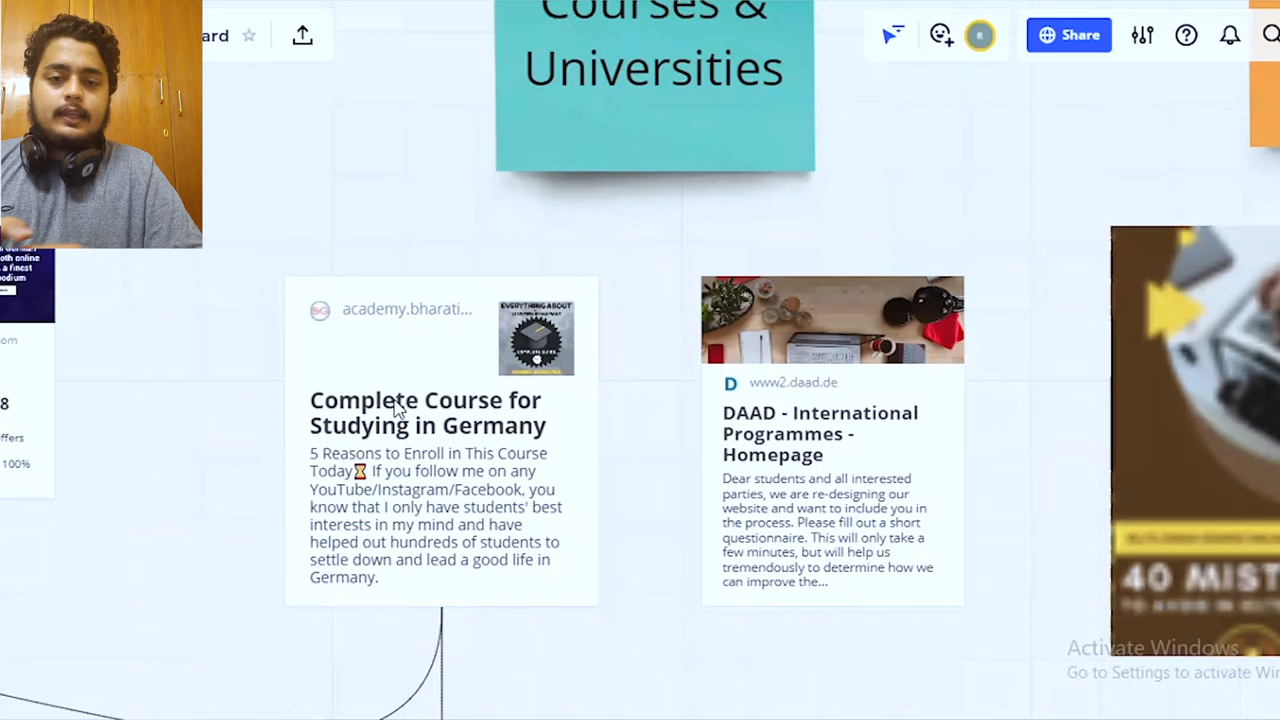 ard
Share
Courses &
Universities
oth online
a finest
podium
om
8
ffers
100%
academy.bharati...
EVERYTHING ABOUT
Complete Course for
Studying in Germany
5 Reasons to Enroll in This Course
Today⌛ If you follow me on any
YouTube/Instagram/Facebook, you
know that I only have students' best
interests in my mind and have
helped out hundreds of students to
settle down and lead a good life in
Germany.
D www2.daad.de
DAAD - International
Programmes -
Homepage
Dear students and all interested
parties, we are re-designing our
website and want to include you in
the process. Please fill out a short
questionnaire. This will only take a
few minutes, but will help us
tremendously to determine how we
can improve the...
40 MIST
Activate Windows
Go to Settings to activate Win